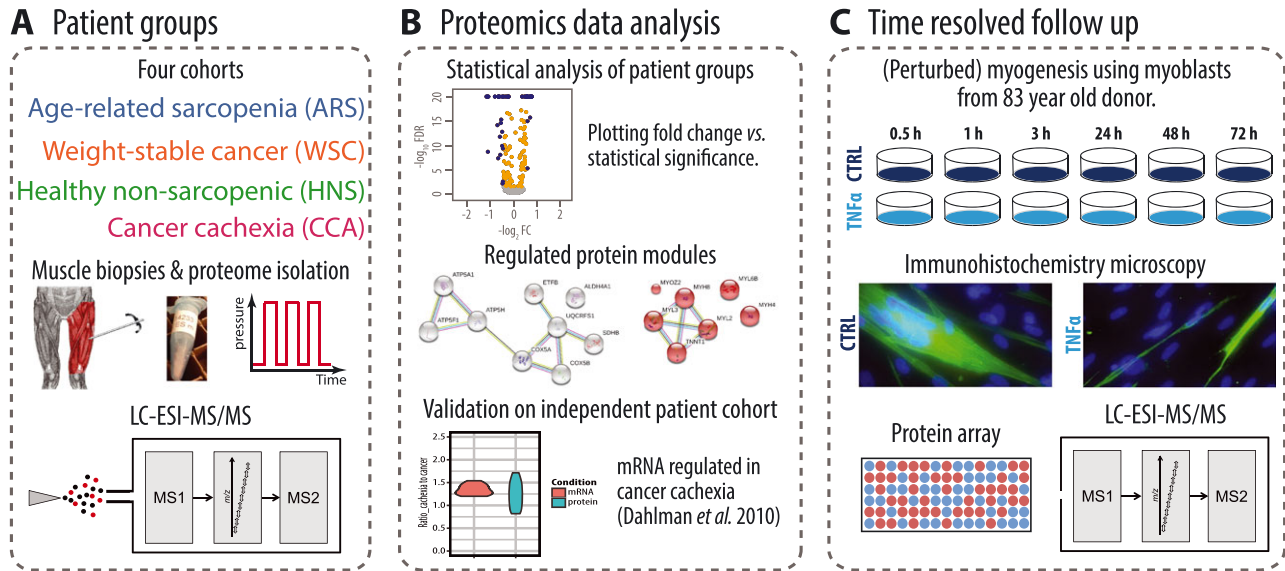 A Patient groups
Four cohorts
Age-related sarcopenia (ARS)
Weight-stable cancer (WSC)
Healthy non-sarcopenic (HNS)
Cancer cachexia (CCA)
Muscle biopsies & proteome isolation
pressure
Time
LC-ESI-MS/MS
MS1
m/z
MS2
B Proteomics data analysis
Statistical analysis of patient groups
-log10 FDR
20
15
10
5
0
-2 -1 0 1 2
-log2 FC
Plotting fold change vs.
statistical significance.
Regulated protein modules
ATP5A1
ATP5H
ATP5F1
ETFB
ALDH4A1
UQCRFS1
SDHB
COX5A
COX5B
MYOZ2
MYH8
MYL6B
MYL3
MYL2
MYH4
TNNT1
Validation on independent patient cohort
Ratio_cachexia to cancer
2.5
2.0
1.5
1.0
0.5
0.0
Condition
mRNA
protein
mRNA regulated in
cancer cachexia
(Dahlman et al. 2010)
C Time resolved follow up
(Perturbed) myogenesis using myoblasts
from 83 year old donor.
0.5 h 1 h 3 h 24 h 48 h 72 h
CTRL
TNFα
Immunohistochemistry microscopy
CTRL
TNFα
Protein array
LC-ESI-MS/MS
MS1
m/z
MS2